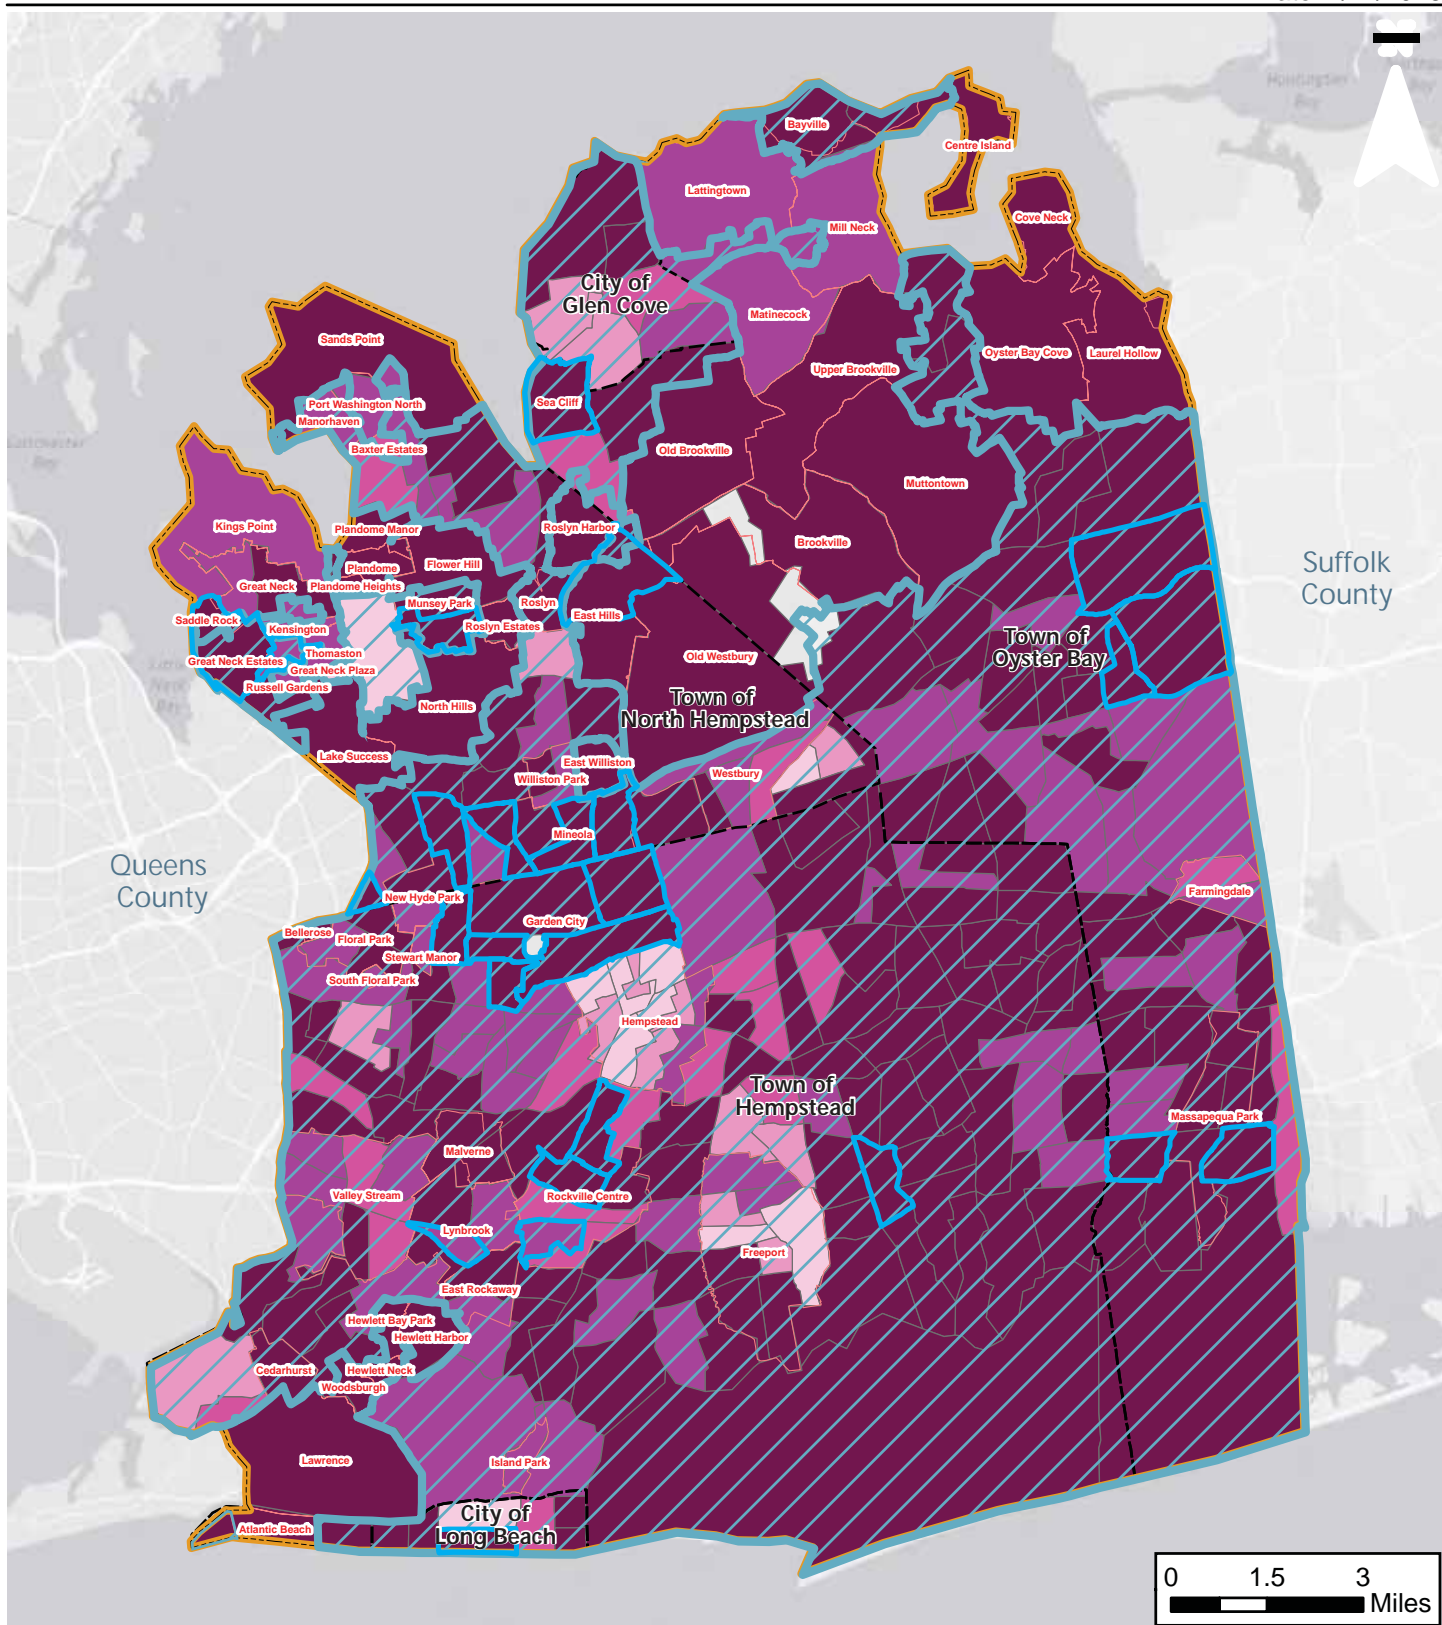 Bayville
Centre Island
Lattingtown
Cove Neck
Mill Neck
City of
Glen Cove
Matinecock
Sands Point
Oyster Bay Cove
Laurel Hollow
Upper Brookville
Port Washington North
Sea Cliff
Manorhaven
Baxter Estates
Old Brookville
Muttontown
Kings Point
Plandome Manor
Roslyn Harbor
Brookville
Flower Hill
Plandome
Suffolk
County
Great Neck
Plandome Heights
Munsey Park
Roslyn
East Hills
Saddle Rock
Kensington
Roslyn Estates
Town of
Oyster Bay
Thomaston
Great Neck Estates
Great Neck Plaza
Old Westbury
Russell Gardens
Town of
North Hempstead
North Hills
Lake Success
East Williston
Westbury
Williston Park
Mineola
Queens
County
Farmingdale
New Hyde Park
Garden City
Bellerose
Floral Park
Stewart Manor
South Floral Park
Hempstead
Town of
Hempstead
Massapequa Park
Malverne
Valley Stream
Rockville Centre
Lynbrook
Freeport
East Rockaway
Hewlett Bay Park
Hewlett Harbor
Cedarhurst
Hewlett Neck
Woodsburgh
Lawrence
Island Park
City of
Long Beach
Atlantic Beach
0 1.5 3
Miles